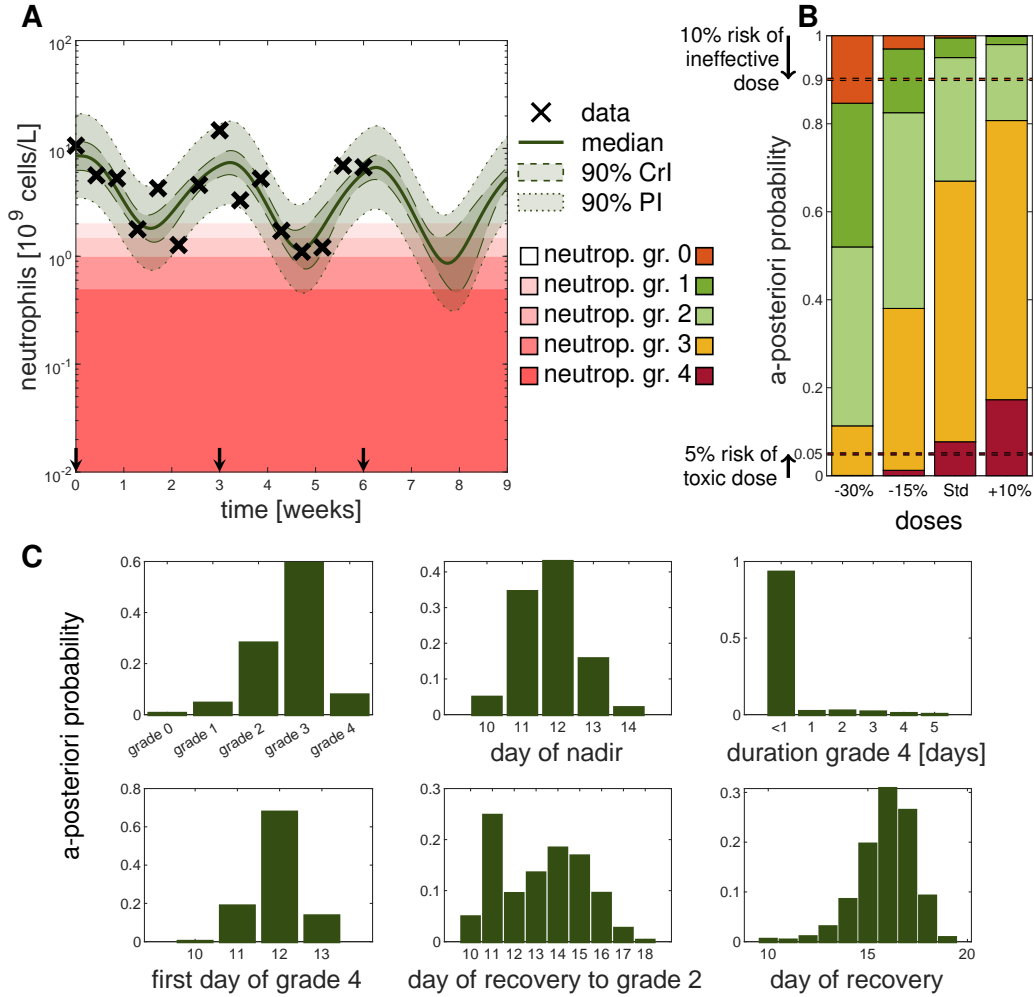 A
neutrophils [10^9 cells/L]
10^2
10^1
10^0
10^-1
10^-2
0 1 2 3 4 5 6 7 8 9
time [weeks]
data
median
90% CrI
90% PI
neutrop. gr. 0
neutrop. gr. 1
neutrop. gr. 2
neutrop. gr. 3
neutrop. gr. 4
B
10% risk of
ineffective
dose
5% risk of
toxic dose
a-posteriori probability
1
0.9
0.8
0.6
0.4
0.2
0.05
0
-30% -15% Std +10%
doses
C
a-posteriori probability
0.6
0.4
0.2
0
grade 0 grade 1 grade 2 grade 3 grade 4
0.4
0.3
0.2
0.1
0
10 11 12 13 14
day of nadir
1
0.5
0
<1 1 2 3 4 5
duration grade 4 [days]
0.8
0.6
0.4
0.2
0
10 11 12 13
first day of grade 4
0.3
0.2
0.1
0
10 11 12 13 14 15 16 17 18
day of recovery to grade 2
0.3
0.2
0.1
0
10 15 20
day of recovery